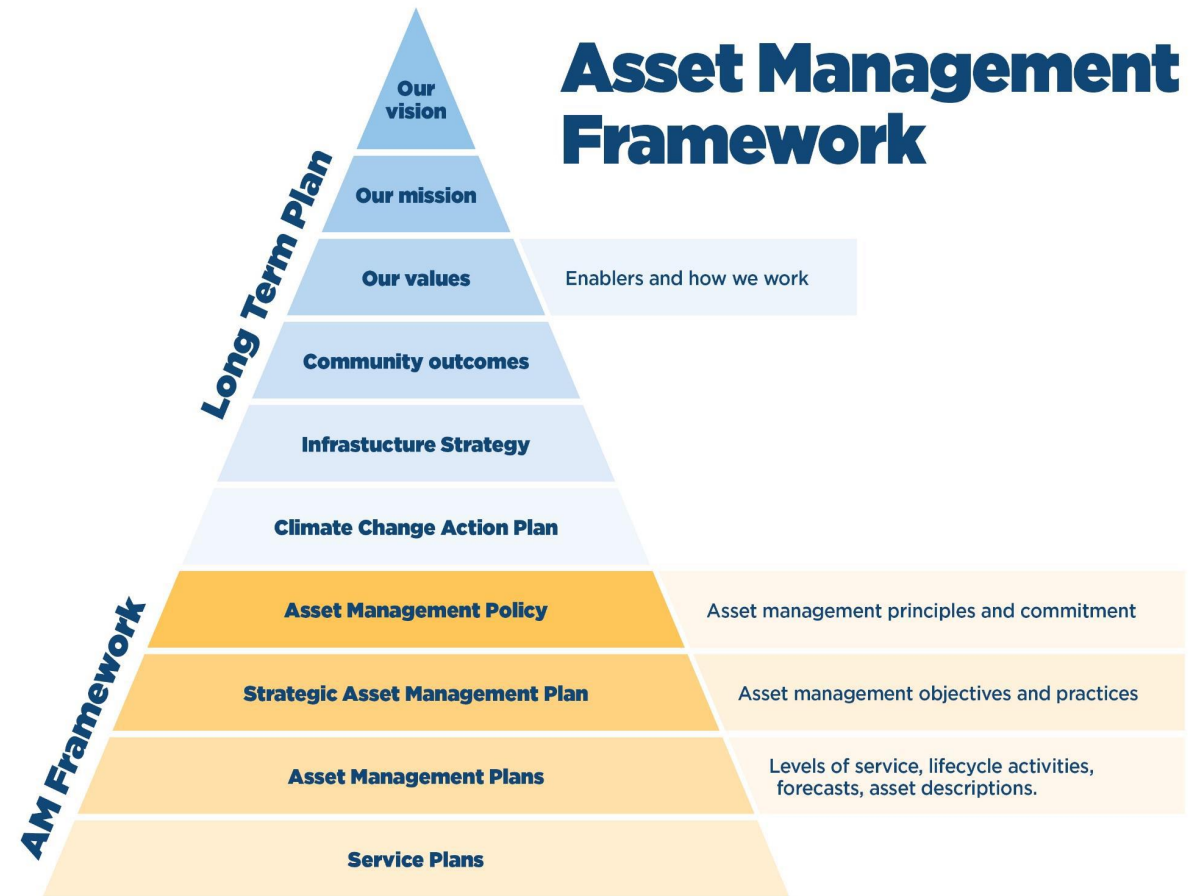 Asset Management
Framework
Our
vision
Our mission
Long Term Plan
Our values
Enablers and how we work
Community outcomes
Infrastucture Strategy
Climate Change Action Plan
AM Framework
Asset Management Policy
Asset management principles and commitment
Strategic Asset Management Plan
Asset management objectives and practices
Asset Management Plans
Levels of service, lifecycle activities,
forecasts, asset descriptions.
Service Plans